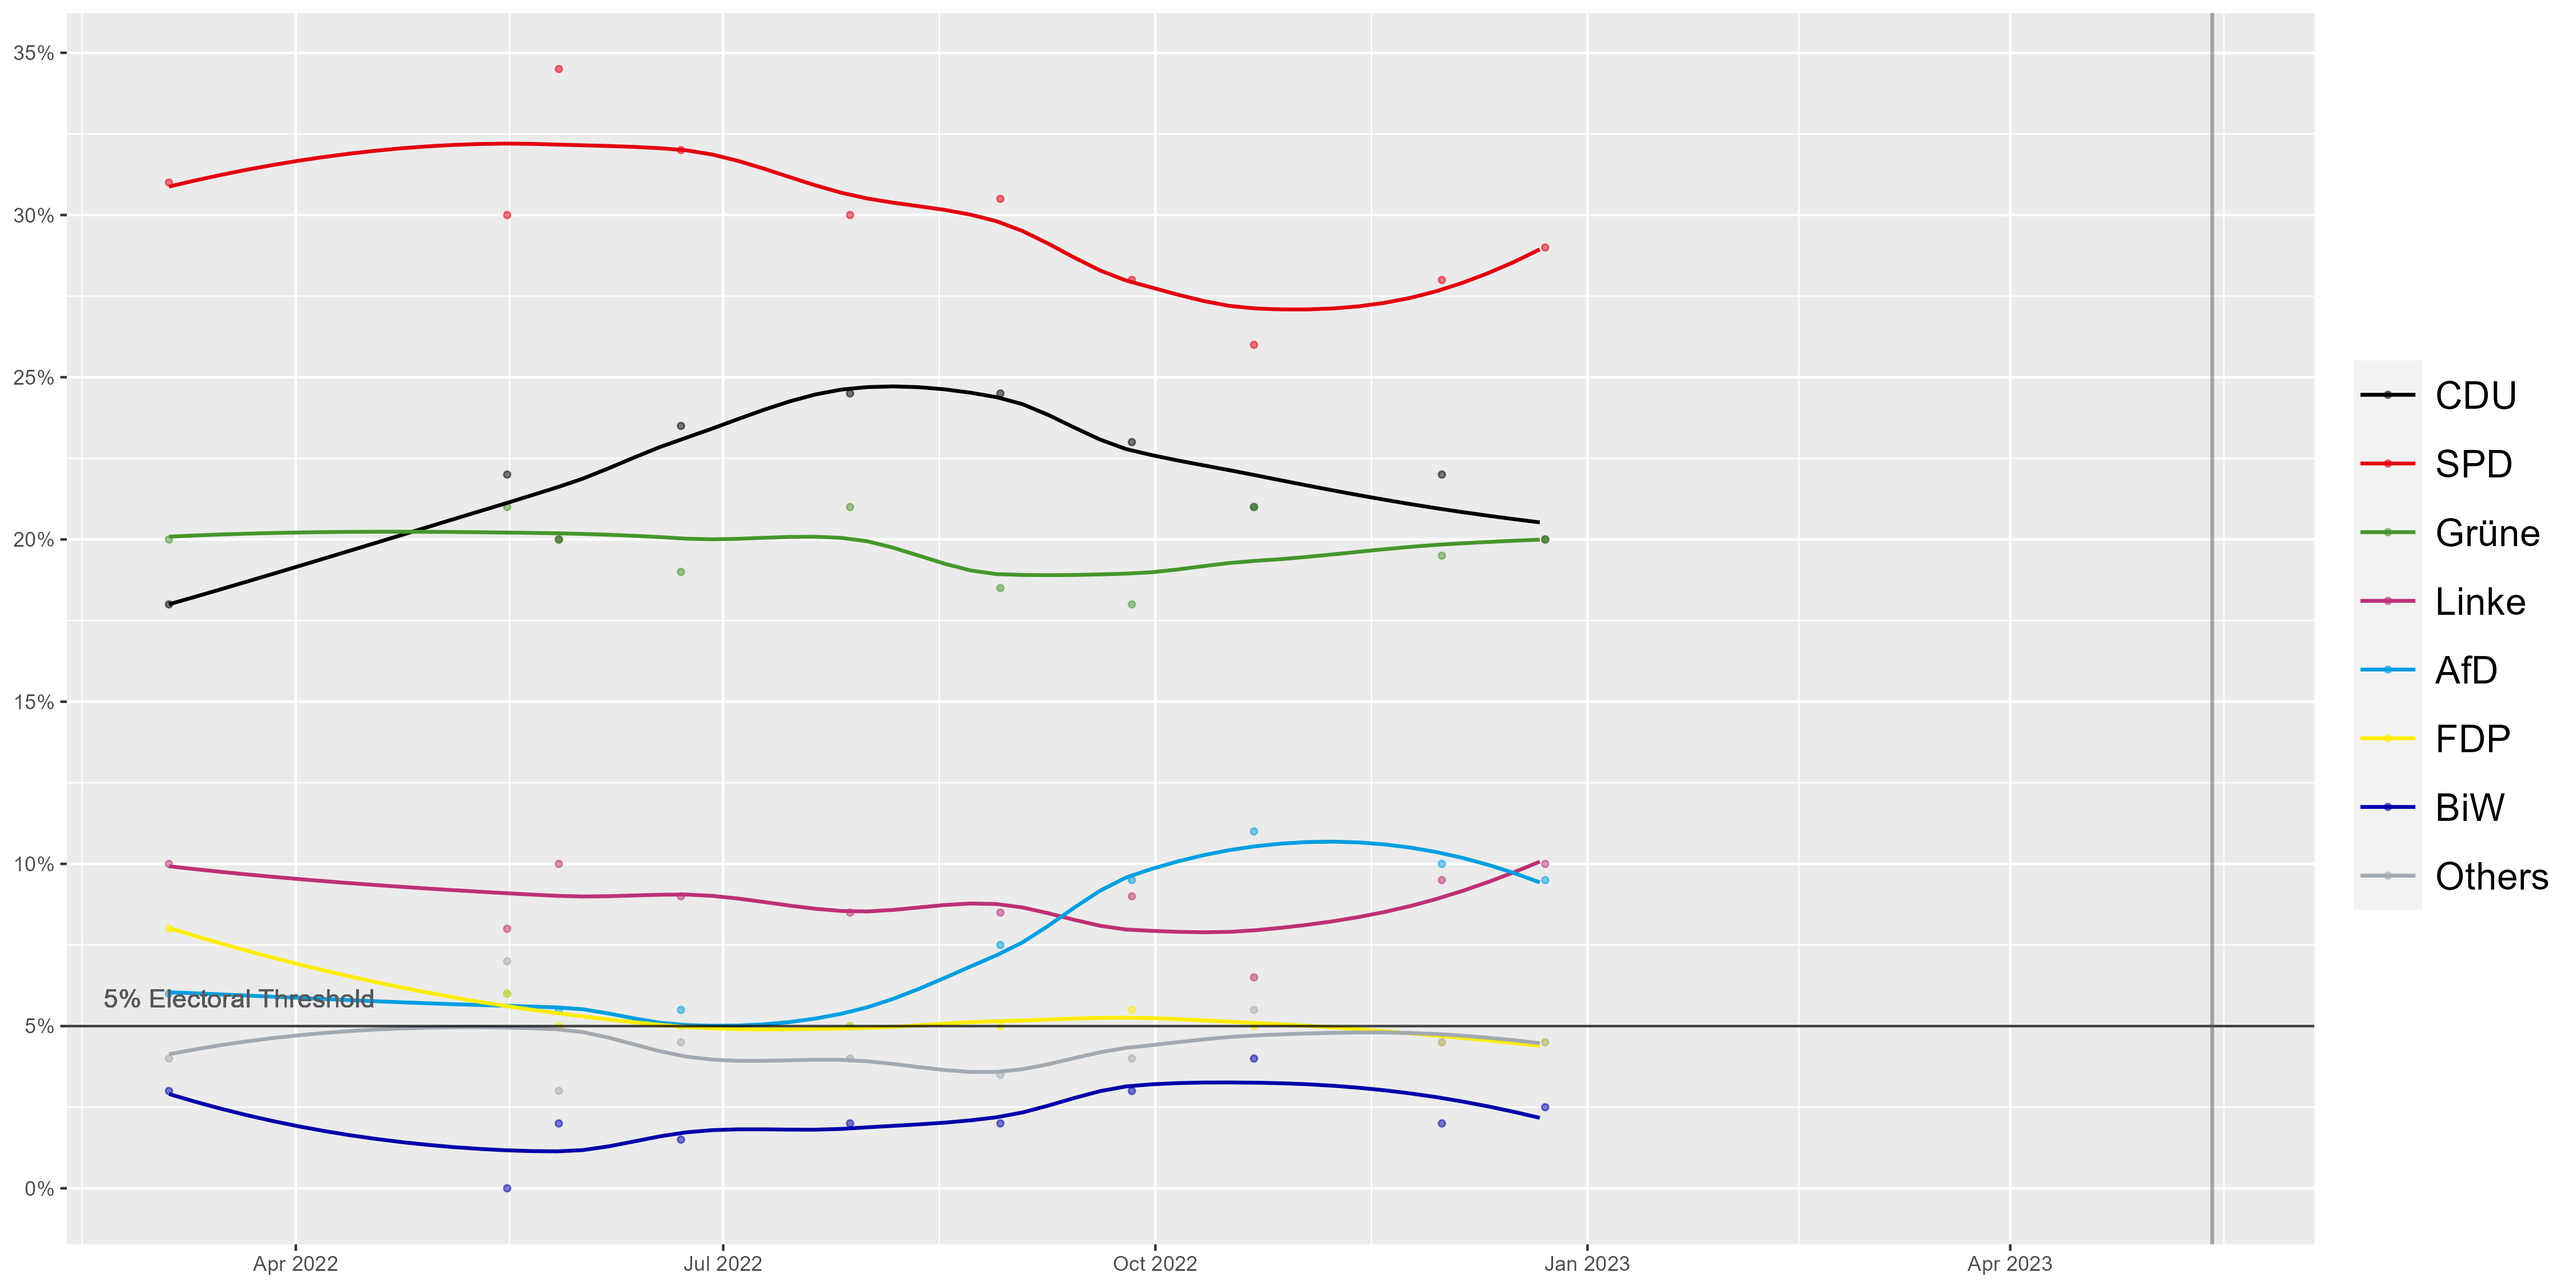 35%
30%
25%
20%
15%
10%
5%
0%
5% Electoral Threshold
Apr 2022
Jul 2022
Oct 2022
Jan 2023
Apr 2023
CDU
SPD
Grüne
Linke
AfD
FDP
BiW
Others